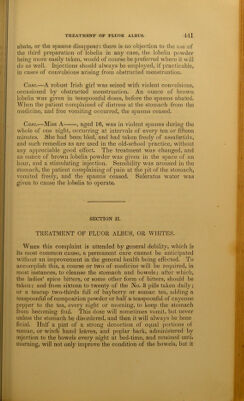 TREATMENT OF FLUOR ALBUS. 441
abate, or the spasms disappear: there is no objection to the use of
the third preparation of lobelia in any case, the lobelia powder
being more easily taken, would of course be preferred where it will
do as well. Injections should always be employed, if practicable,
in cases of convulsions arising from obstructed menstruation.
Case.—A robust Irish girl was seized with violent convulsions,
occasioned by obstructed menstruation. An ounce of brown
lobelia was given in teaspoonful doses, before the spasms abated.
When the patient complained of distress at the stomach from the
medicine, and free vomiting occurred, the spasms ceased.
Case.—Miss A——, aged 16, was in violent spasms during the
whole of one night, occurring at intervals of every ten or fifteen
minutes. She had been bled, and had taken freely of assafœtida,
and such remedies as are used in the old-school practice, without
any appreciable good effect. The treatment was changed, and
an ounce of brown lobelia powder was given in the space of an
hour, and a stimulating injection. Sensibility was aroused in the
stomach, the patient complaining of pain at the pit of the stomach,
vomited freely, and the spasms ceased. Saleratus water was
given to cause the lobelia to operate.
SECTION II.
TREATMENT OF FLUOR ALBUS, OR WHITES.
When this complaint is attended by general debility, which is
its most common cause, a permanent cure cannot be anticipated
without an improvement in the general health being effected. To
accomplish this, a course or two of medicine will be required, in
most instances, to cleanse the stomach and bowels; after which,
the ladies' spice bitters, or some other form of bitters, should be
taken; and from sixteen to twenty of the No. 3 pills taken daily;
or a teacup two-thirds full of bayberry or sumac tea, adding a
teaspoonful of composition powder or half a teaspoonful of cayenne
pepper to the tea, every night or morning, to keep the stomach
from becoming foul. This dose will sometimes vomit, but never
unless the stomach be disordered, and then it will always be bene-
ficial. Half a pint of a strong decoction of equal portions of
sumac, or witch hazel leaves, and poplar bark, administered by
injection to the bowels every night at bed-time, and retained until
morning, will not only improve the condition of the bowels, but it